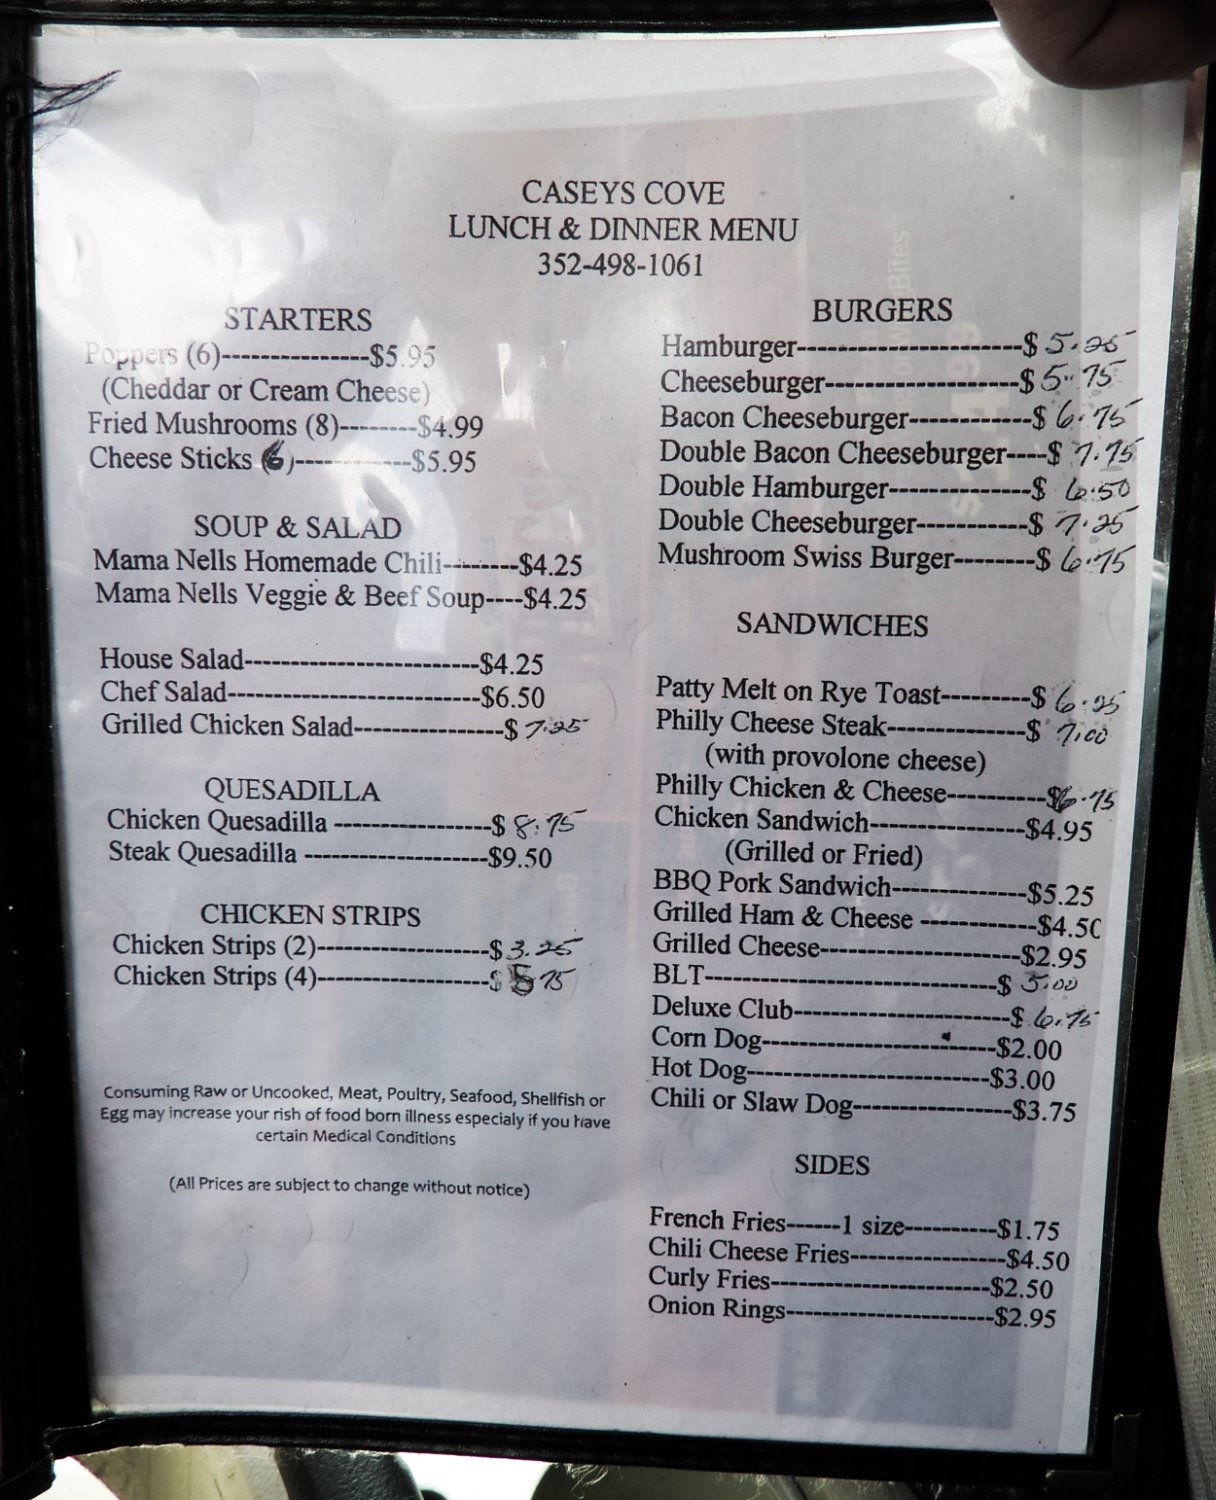 CASEYS COVE
LUNCH & DINNER MENU
352-498-1061
STARTERS
Poppers (6)---------------$5.95
(Cheddar or Cream Cheese)
Fried Mushrooms (8)--------$4.99
Cheese Sticks (6)------------$5.95
SOUP & SALAD
Mama Nells Homemade Chili--------$4.25
Mama Nells Veggie & Beef Soup----$4.25
House Salad-------------------------$4.25
Chef Salad---------------------------$6.50
Grilled Chicken Salad----------------$ 7.25
QUESADILLA
Chicken Quesadilla -----------------$ 8.75
Steak Quesadilla --------------------$9.50
CHICKEN STRIPS
Chicken Strips (2)-------------------$ 3.25
Chicken Strips (4)-------------------$ 5 75
Consuming Raw or Uncooked, Meat, Poultry, Seafood, Shellfish or
Egg may increase your rish of food born illness especialy if you have
certain Medical Conditions
(All Prices are subject to change without notice)
BURGERS
Hamburger------------------------$ 5.25
Cheeseburger---------------------$ 5.75
Bacon Cheeseburger-------------$ 6.75
Double Bacon Cheeseburger----$ 7.75
Double Hamburger---------------$ 6.50
Double Cheeseburger------------$ 7.25
Mushroom Swiss Burger--------$ 6.75
SANDWICHES
Patty Melt on Rye Toast---------$ 6.25
Philly Cheese Steak---------------$ 7.00
(with provolone cheese)
Philly Chicken & Cheese----------$6.75
Chicken Sandwich-----------------$4.95
(Grilled or Fried)
BBQ Pork Sandwich--------------$5.25
Grilled Ham & Cheese ------------$4.50
Grilled Cheese----------------------$2.95
BLT--------------------------------$ 5.00
Deluxe Club-----------------------$ 6.75
Corn Dog-------------------------$2.00
Hot Dog--------------------------$3.00
Chili or Slaw Dog-----------------$3.75
SIDES
French Fries------1 size----------$1.75
Chili Cheese Fries-----------------$4.50
Curly Fries------------------------$2.50
Onion Rings-----------------------$2.95